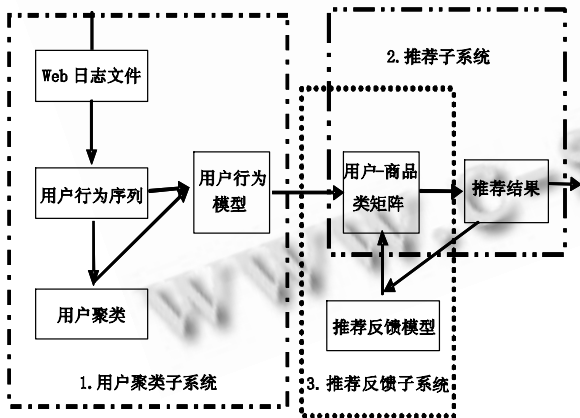 2.推荐子系统
Web 日志文件
用户行为序列
用户行为
模型
用户-商品
类矩阵
推荐结果
用户聚类
推荐反馈模型
1.用户聚类子系统
3.推荐反馈子系统